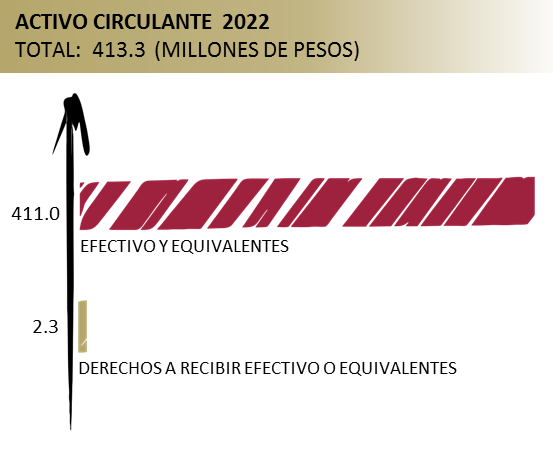 ACTIVO CIRCULANTE 2022
TOTAL: 413.3 (MILLONES DE PESOS)
411.0
EFECTIVO Y EQUIVALENTES
2.3
DERECHOS A RECIBIR EFECTIVO O EQUIVALENTES